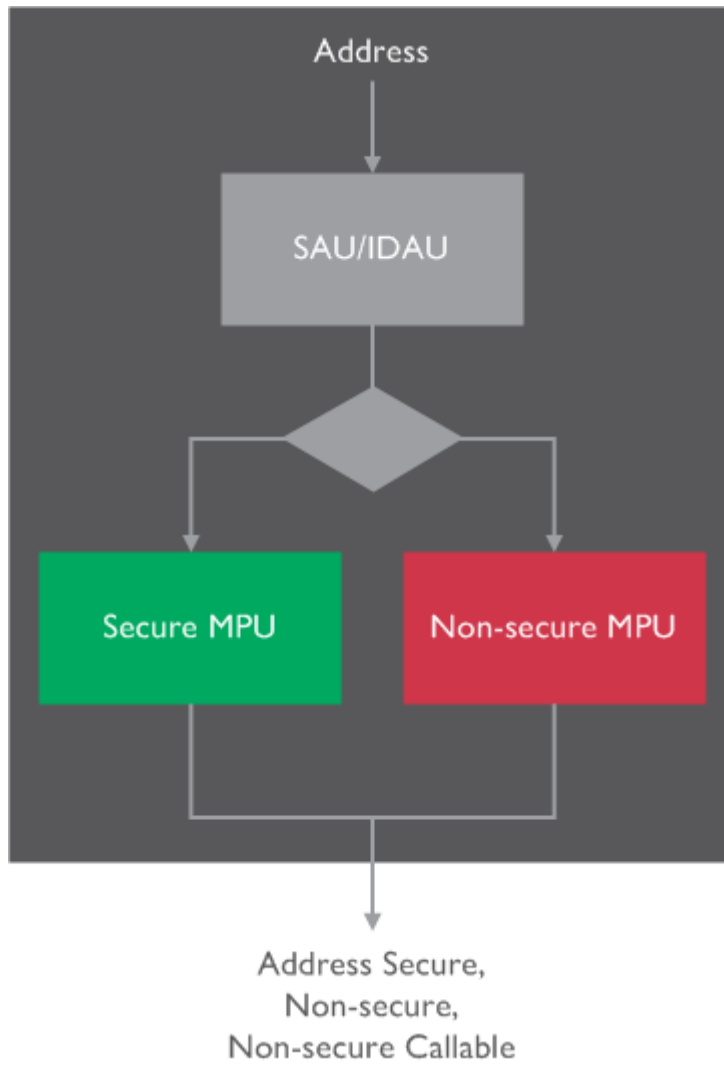 Address
SAU/IDAU
Secure MPU
Non-secure MPU
Address Secure,
Non-secure,
Non-secure Callable